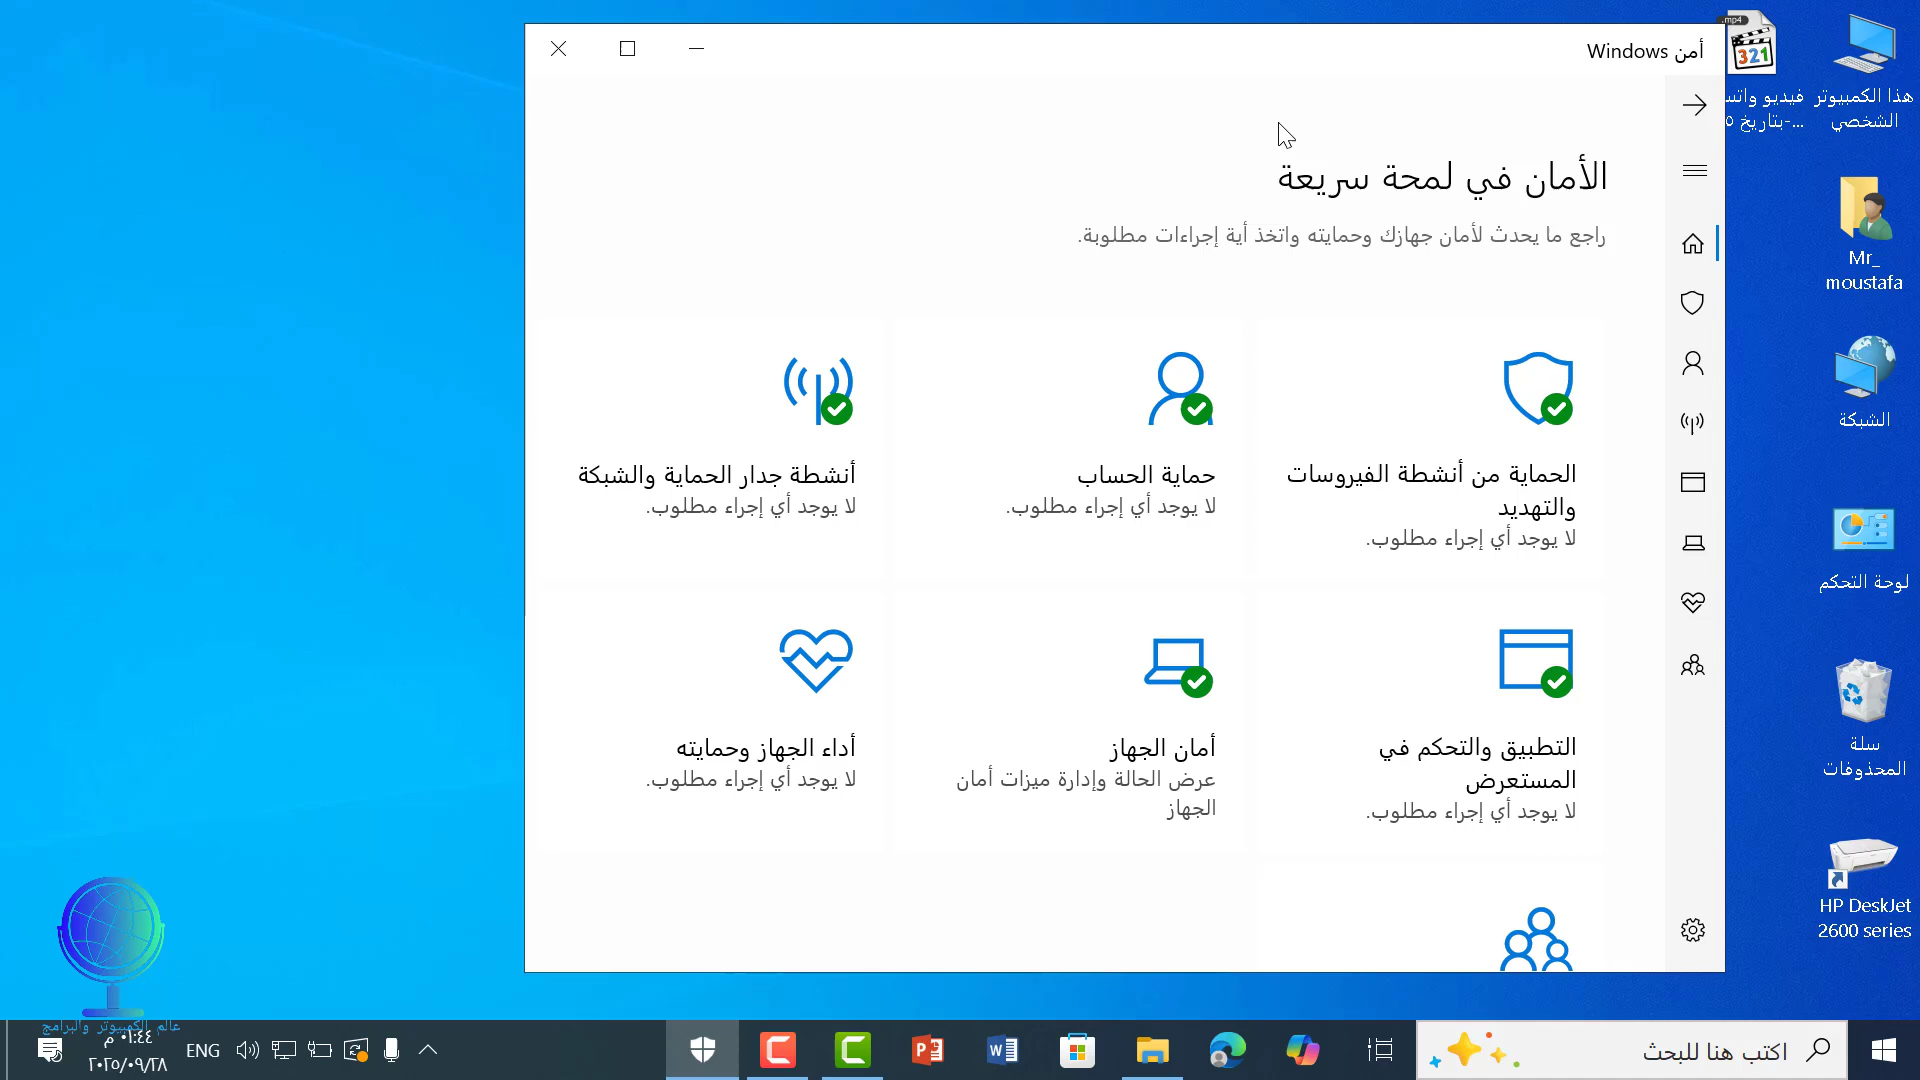 أمن Windows
الأمان في لمحة سريعة
راجع ما يحدث لأمان جهازك وحمايته واتخذ أية إجراءات مطلوبة.
الحماية من أنشطة الفيروسات
والتهديد
لا يوجد أي إجراء مطلوب.
حماية الحساب
لا يوجد أي إجراء مطلوب.
أنشطة جدار الحماية والشبكة
لا يوجد أي إجراء مطلوب.
التطبيق والتحكم في
المستعرض
لا يوجد أي إجراء مطلوب.
أمان الجهاز
عرض الحالة وإدارة ميزات أمان
الجهاز
أداء الجهاز وحمايته
لا يوجد أي إجراء مطلوب.
هذا الكمبيوتر
الشخصي
.mp4
321
فيديو واتس
بتاريخ ٥-...
Mr_
moustafa
الشبكة
لوحة التحكم
سلة
المحذوفات
HP DeskJet
2600 series
عالم الكمبيوتر والبرامج
اكتب هنا للبحث
ENG
٠١:٤٤ م
٢٠٢٥/٠٩/٢٨